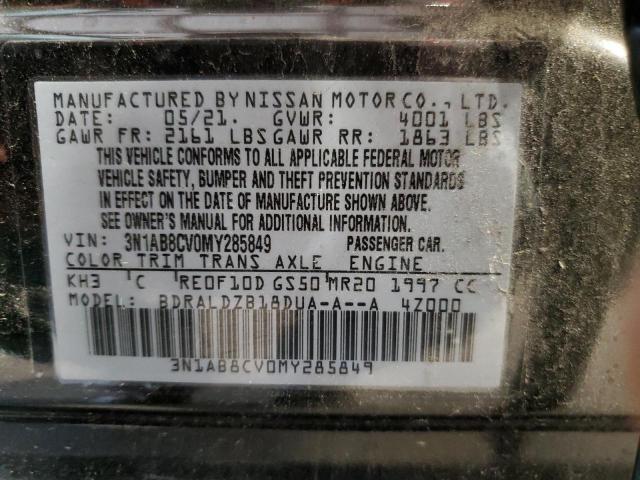 MANUFACTURED BY NISSAN MOTOR CO., LTD.
DATE: 05/21. GVWR: 4001 LBS
GAWR FR: 2161 LBS GAWR RR: 1863 LBS
THIS VEHICLE CONFORMS TO ALL APPLICABLE FEDERAL MOTOR
VEHICLE SAFETY, BUMPER AND THEFT PREVENTION STANDARDS
IN EFFECT ON THE DATE OF MANUFACTURE SHOWN ABOVE.
SEE OWNER'S MANUAL FOR ADDITIONAL INFORMATION.
VIN: 3N1AB8CV0MY285849 PASSENGER CAR.
COLOR TRIM TRANS AXLE ENGINE
KH3 C RE0F10D GS50 MR20 1997 CC
MODEL: BDRALDZB18DUA-A--A 4Z000
3N1AB8CV0MY285849